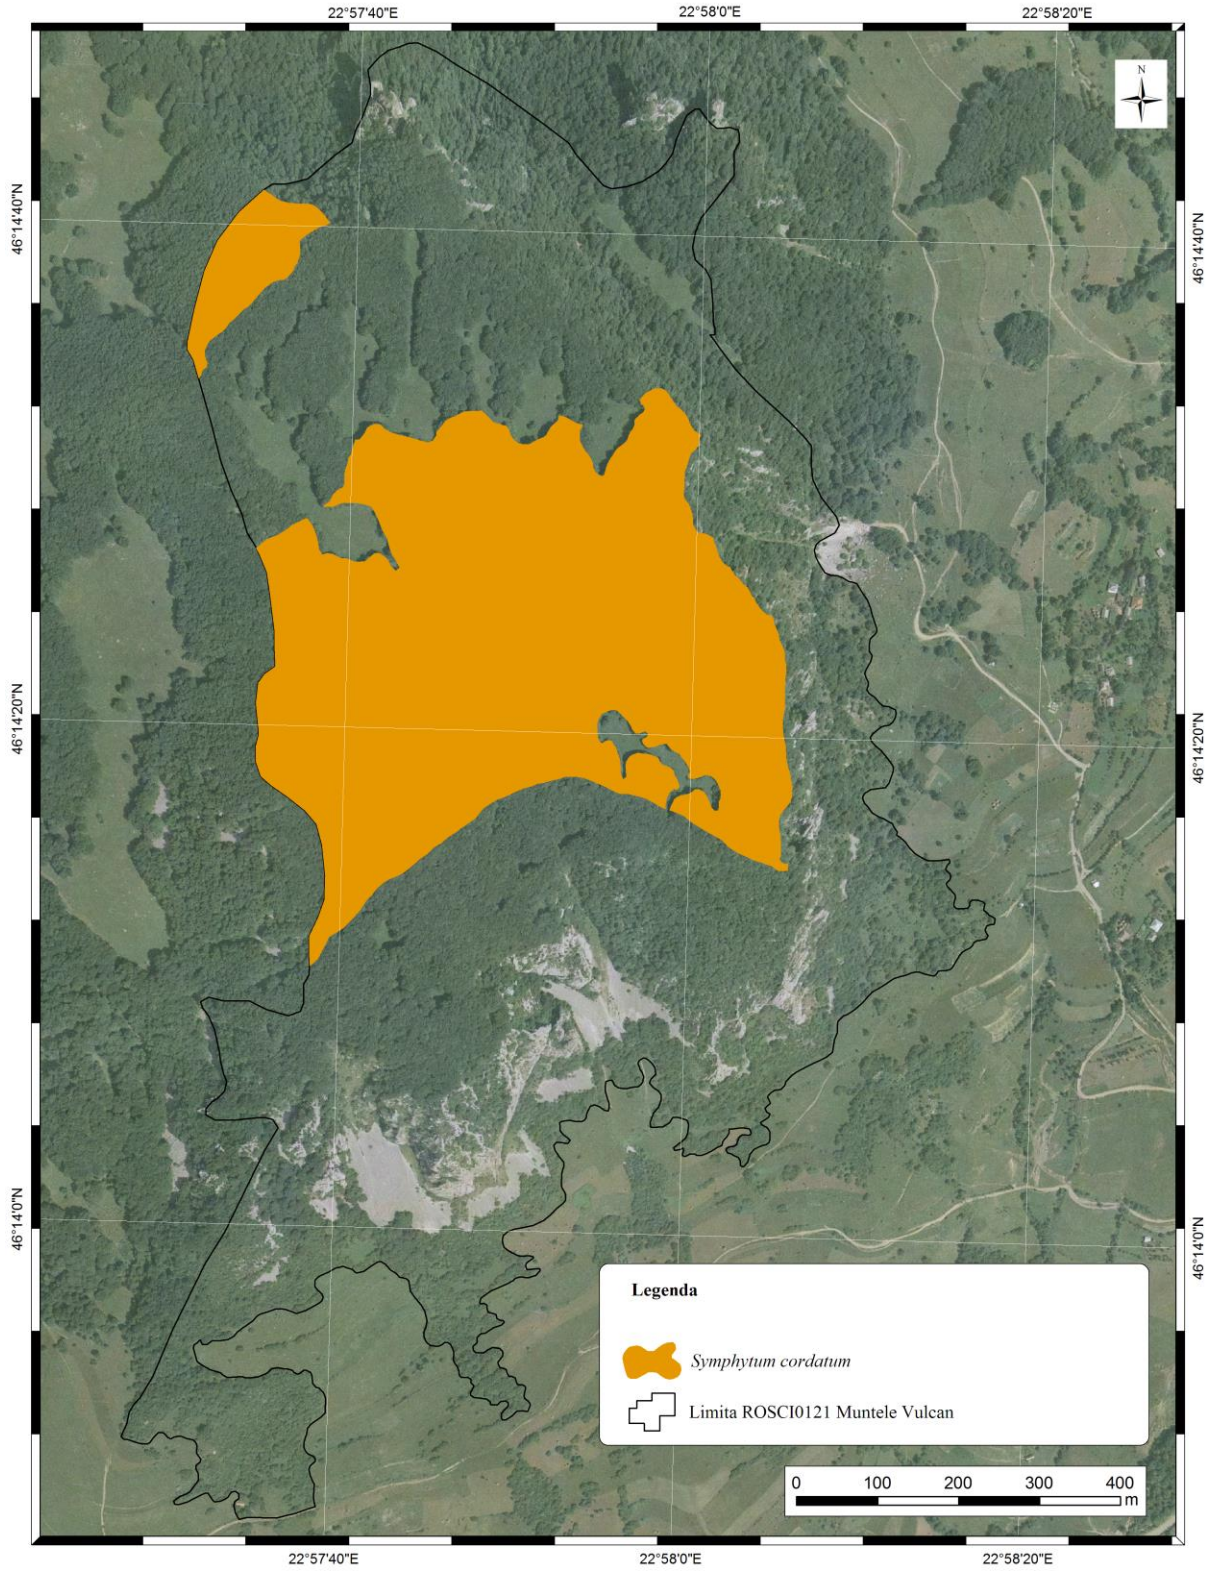 22°57'40"E 22°58'0"E 22°58'20"E
N
46°14'40"N 46°14'40"N
46°14'20"N 46°14'20"N
46°14'0"N 46°14'0"N
Legenda
Symphytum cordatum
Limita ROSCI0121 Muntele Vulcan
0 100 200 300 400
m
22°57'40"E 22°58'0"E 22°58'20"E